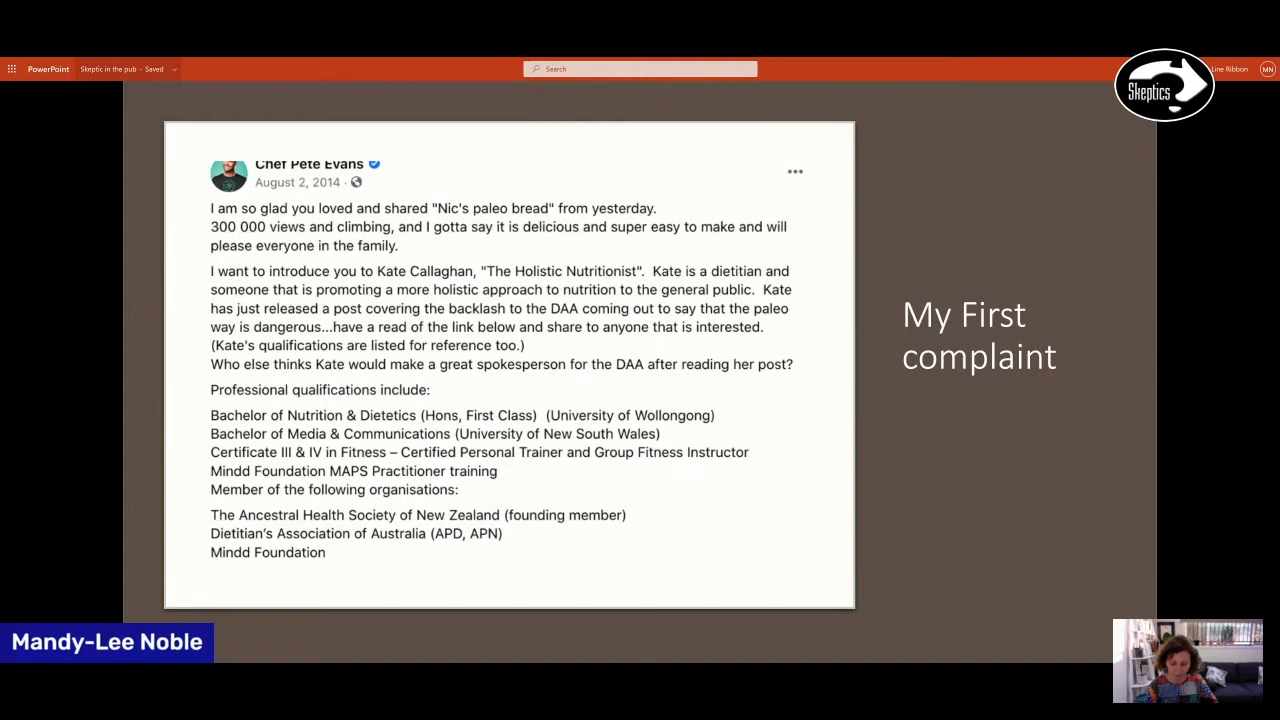 PowerPoint Skeptic in the pub - Saved Search Line Ribbon MN
Skeptics
Chef Pete Evans
August 2, 2014 ·
I am so glad you loved and shared "Nic's paleo bread" from yesterday.
300 000 views and climbing, and I gotta say it is delicious and super easy to make and will
please everyone in the family.
I want to introduce you to Kate Callaghan, "The Holistic Nutritionist". Kate is a dietitian and
someone that is promoting a more holistic approach to nutrition to the general public. Kate
has just released a post covering the backlash to the DAA coming out to say that the paleo
way is dangerous...have a read of the link below and share to anyone that is interested.
(Kate's qualifications are listed for reference too.)
Who else thinks Kate would make a great spokesperson for the DAA after reading her post?
Professional qualifications include:
Bachelor of Nutrition & Dietetics (Hons, First Class) (University of Wollongong)
Bachelor of Media & Communications (University of New South Wales)
Certificate III & IV in Fitness – Certified Personal Trainer and Group Fitness Instructor
Mindd Foundation MAPS Practitioner training
Member of the following organisations:
The Ancestral Health Society of New Zealand (founding member)
Dietitian's Association of Australia (APD, APN)
Mindd Foundation
My First
complaint
Mandy-Lee Noble